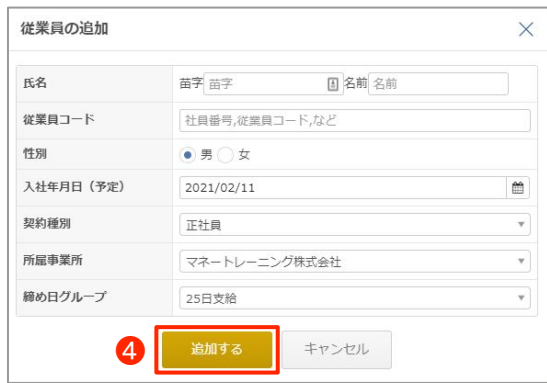 従業員の追加
氏名 苗字 苗字 名前 名前
従業員コード 社員番号,従業員コード,など
性別 男 女
入社年月日（予定） 2021/02/11
契約種別 正社員
所属事業所 マネートレーニング株式会社
締め日グループ 25日支給
4 追加する キャンセル